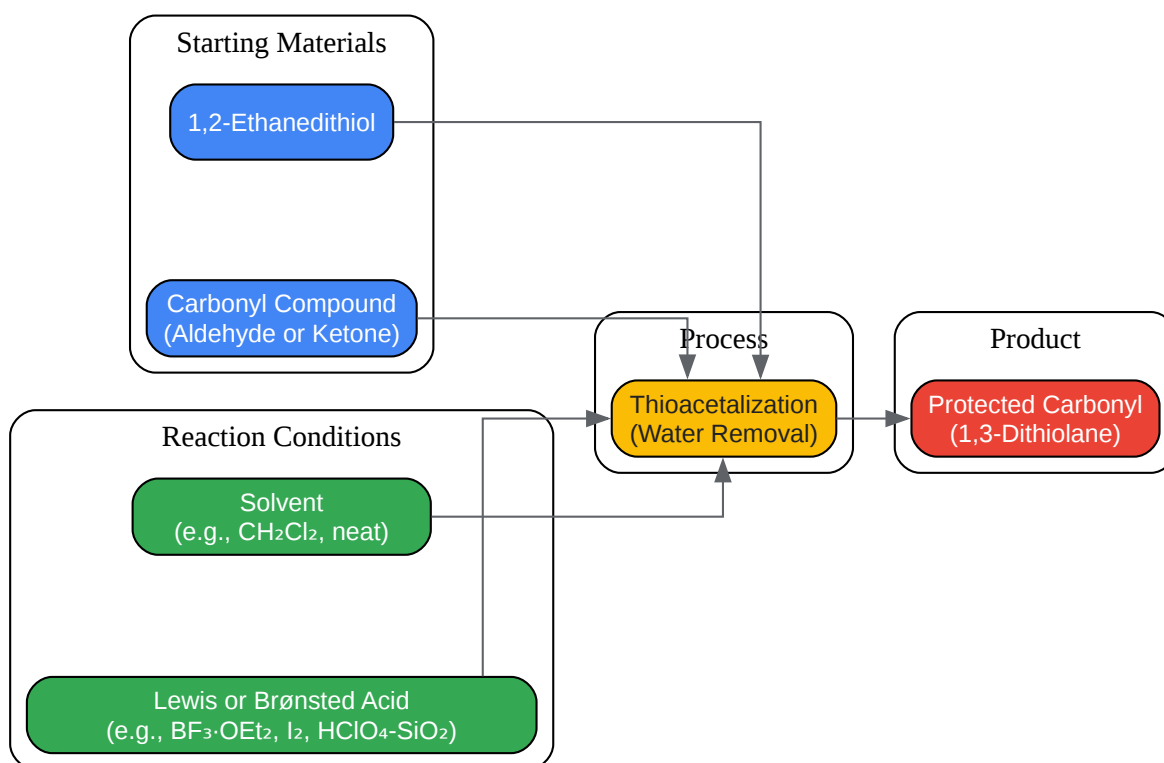 Starting Materials
1,2-Ethanedithiol
Carbonyl Compound
(Aldehyde or Ketone)
Process
Thioacetalization
(Water Removal)
Product
Protected Carbonyl
(1,3-Dithiolane)
Reaction Conditions
Solvent
(e.g., CH₂Cl₂, neat)
Lewis or Brønsted Acid
(e.g., BF₃·OEt₂, I₂, HClO₄-SiO₂)